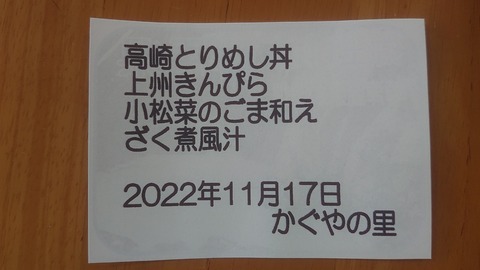 高崎とりめし丼
上州きんぴら
小松菜のごま和え
ざく煮風汁
2022年11月17日
かぐやの里